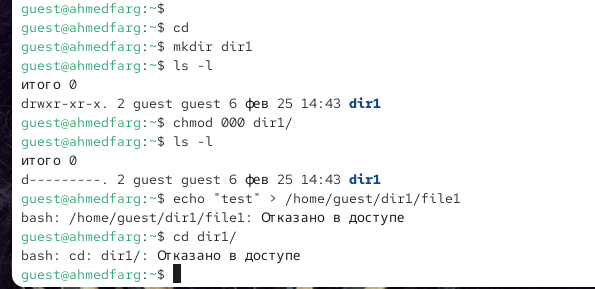 guest@ahmedfarg:~$
guest@ahmedfarg:~$ cd
guest@ahmedfarg:~$ mkdir dir1
guest@ahmedfarg:~$ ls -l
итого 0
drwxr-xr-x. 2 guest guest 6 фев 25 14:43 dir1
guest@ahmedfarg:~$ chmod 000 dir1/
guest@ahmedfarg:~$ ls -l
итого 0
d---------. 2 guest guest 6 фев 25 14:43 dir1
guest@ahmedfarg:~$ echo "test" > /home/guest/dir1/file1
bash: /home/guest/dir1/file1: Отказано в доступе
guest@ahmedfarg:~$ cd dir1/
bash: cd: dir1/: Отказано в доступе
guest@ahmedfarg:~$